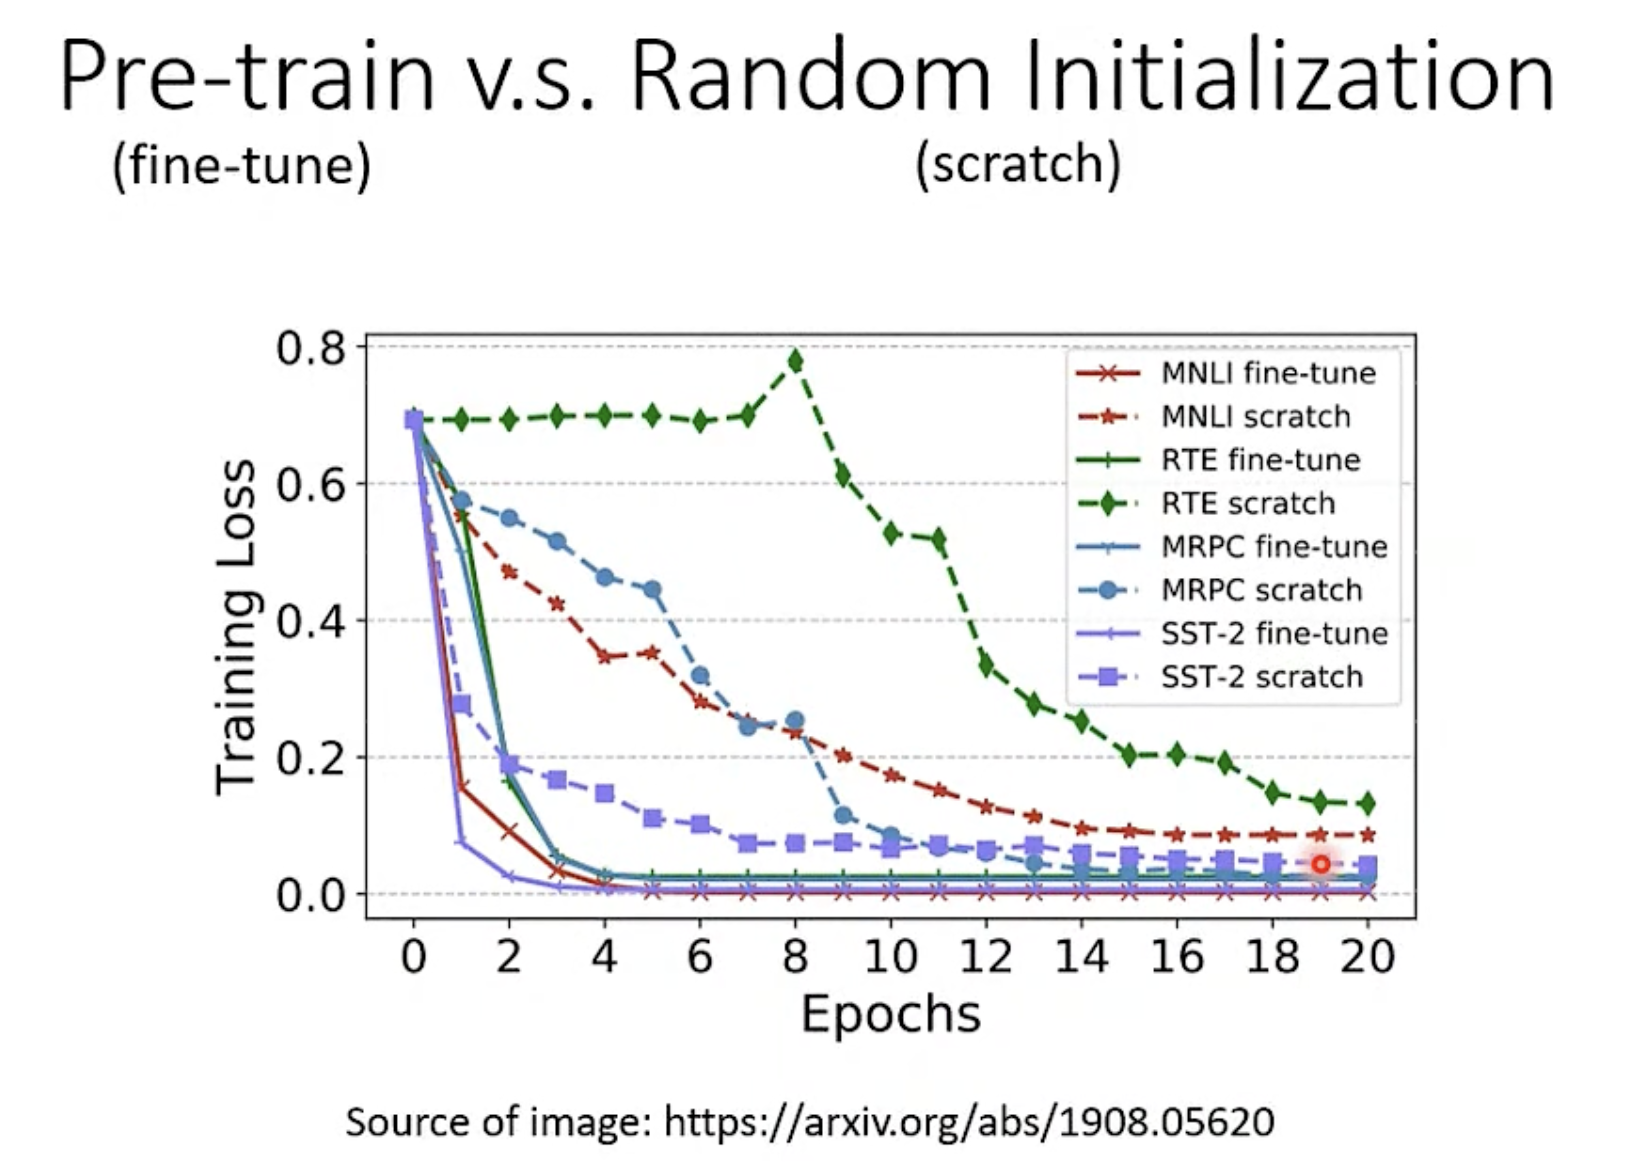 Pre-train v.s. Random Initialization
(fine-tune) (scratch)
0.8
0.6
0.4
0.2
0.0
Training Loss
MNLI fine-tune
MNLI scratch
RTE fine-tune
RTE scratch
MRPC fine-tune
MRPC scratch
SST-2 fine-tune
SST-2 scratch
0 2 4 6 8 10 12 14 16 18 20
Epochs
Source of image: https://arxiv.org/abs/1908.05620